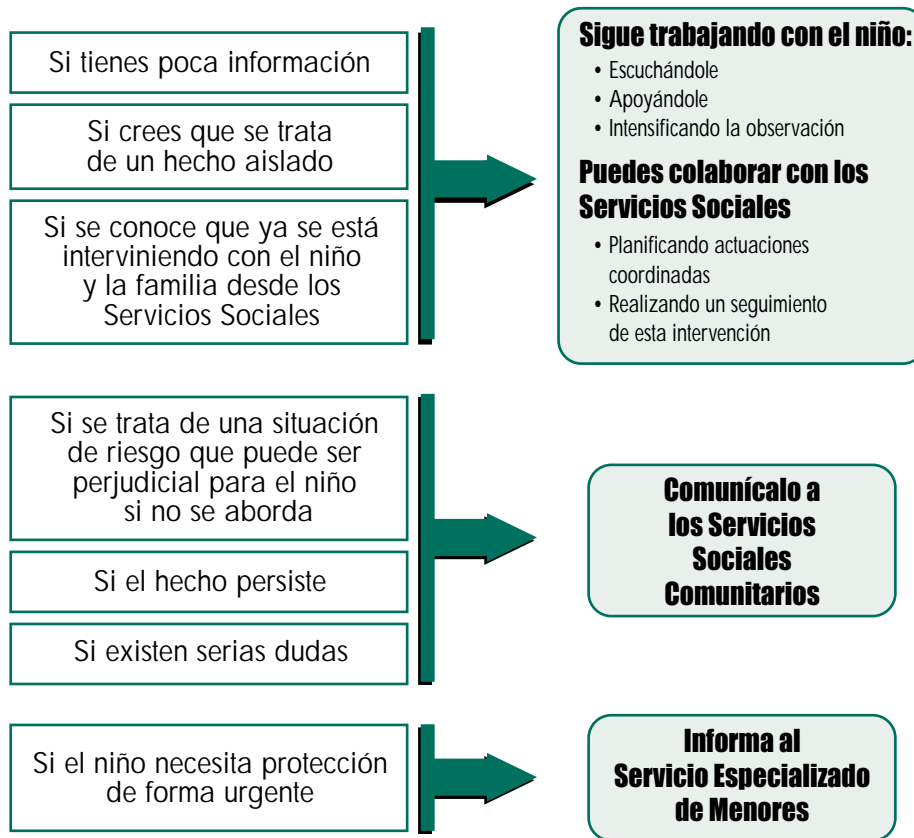 Si tienes poca información
Si crees que se trata
de un hecho aislado
Si se conoce que ya se está
interviniendo con el niño
y la familia desde los
Servicios Sociales
Sigue trabajando con el niño:
• Escuchándole
• Apoyándole
• Intensificando la observación
Puedes colaborar con los
Servicios Sociales
• Planificando actuaciones
coordinadas
• Realizando un seguimiento
de esta intervención
Si se trata de una situación
de riesgo que puede ser
perjudicial para el niño
si no se aborda
Si el hecho persiste
Si existen serias dudas
Comunícalo a
los Servicios
Sociales
Comunitarios
Si el niño necesita protección
de forma urgente
Informa al
Servicio Especializado
de Menores